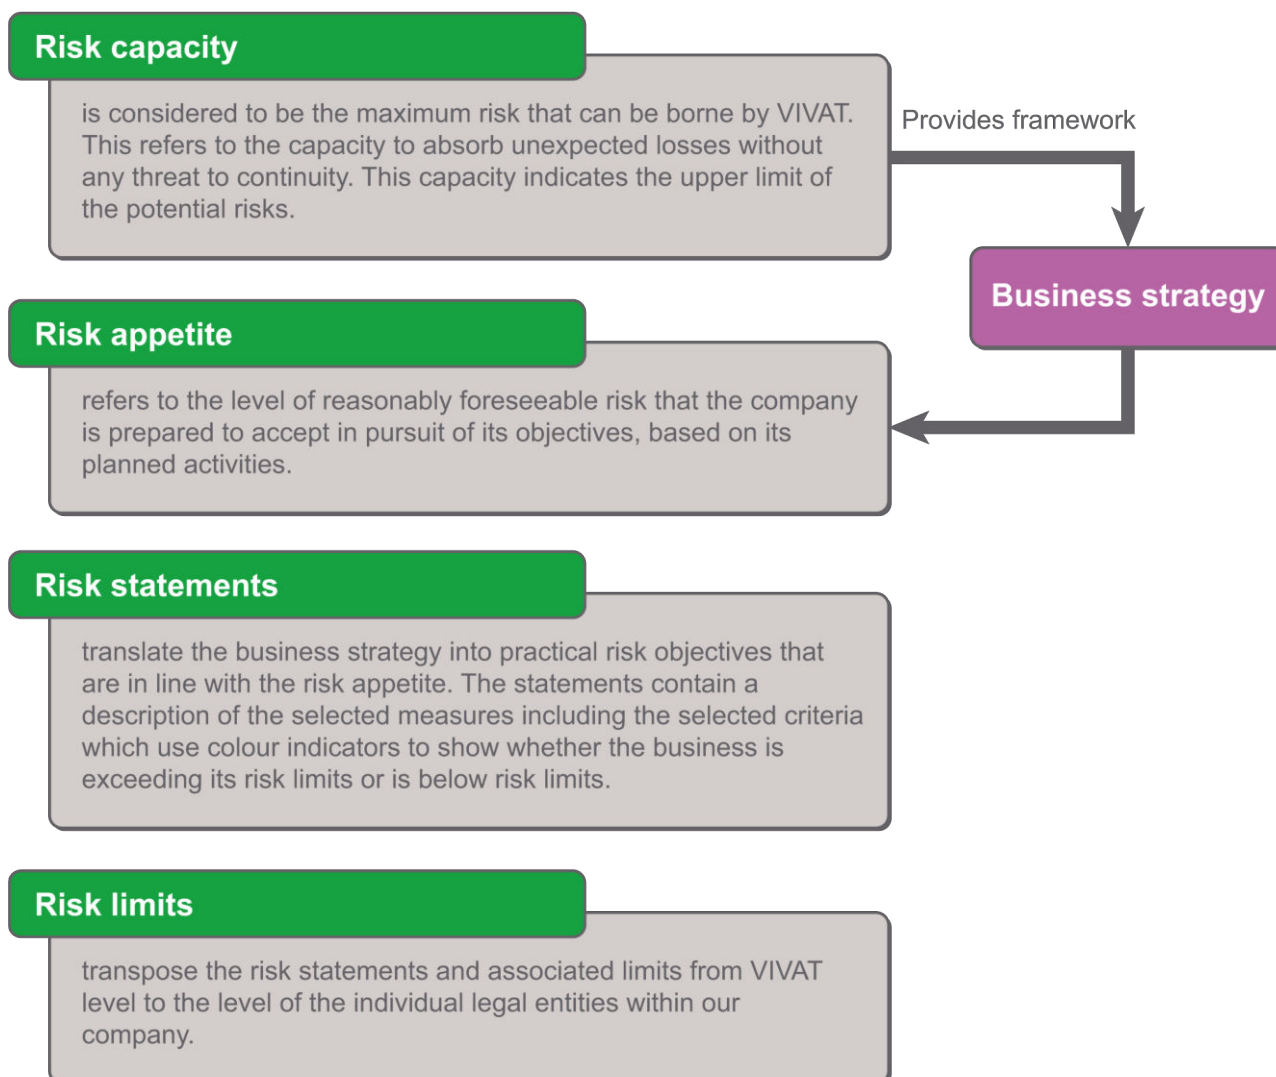 Risk capacity
is considered to be the maximum risk that can be borne by VIVAT.
This refers to the capacity to absorb unexpected losses without
any threat to continuity. This capacity indicates the upper limit of
the potential risks.
Provides framework
Business strategy
Risk appetite
refers to the level of reasonably foreseeable risk that the company
is prepared to accept in pursuit of its objectives, based on its
planned activities.
Risk statements
translate the business strategy into practical risk objectives that
are in line with the risk appetite. The statements contain a
description of the selected measures including the selected criteria
which use colour indicators to show whether the business is
exceeding its risk limits or is below risk limits.
Risk limits
transpose the risk statements and associated limits from VIVAT
level to the level of the individual legal entities within our
company.